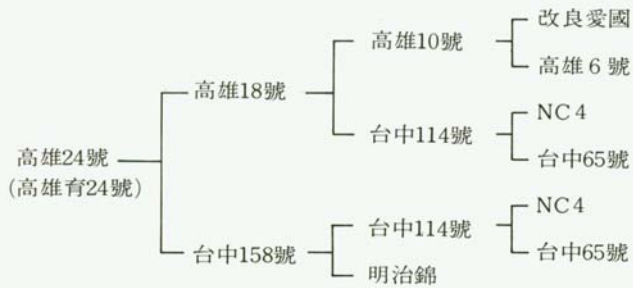 改良愛國
高雄10號
高雄6號
高雄18號
NC4
台中114號
台中65號
高雄24號
(高雄育24號)
NC4
台中114號
台中65號
台中158號
明治錦